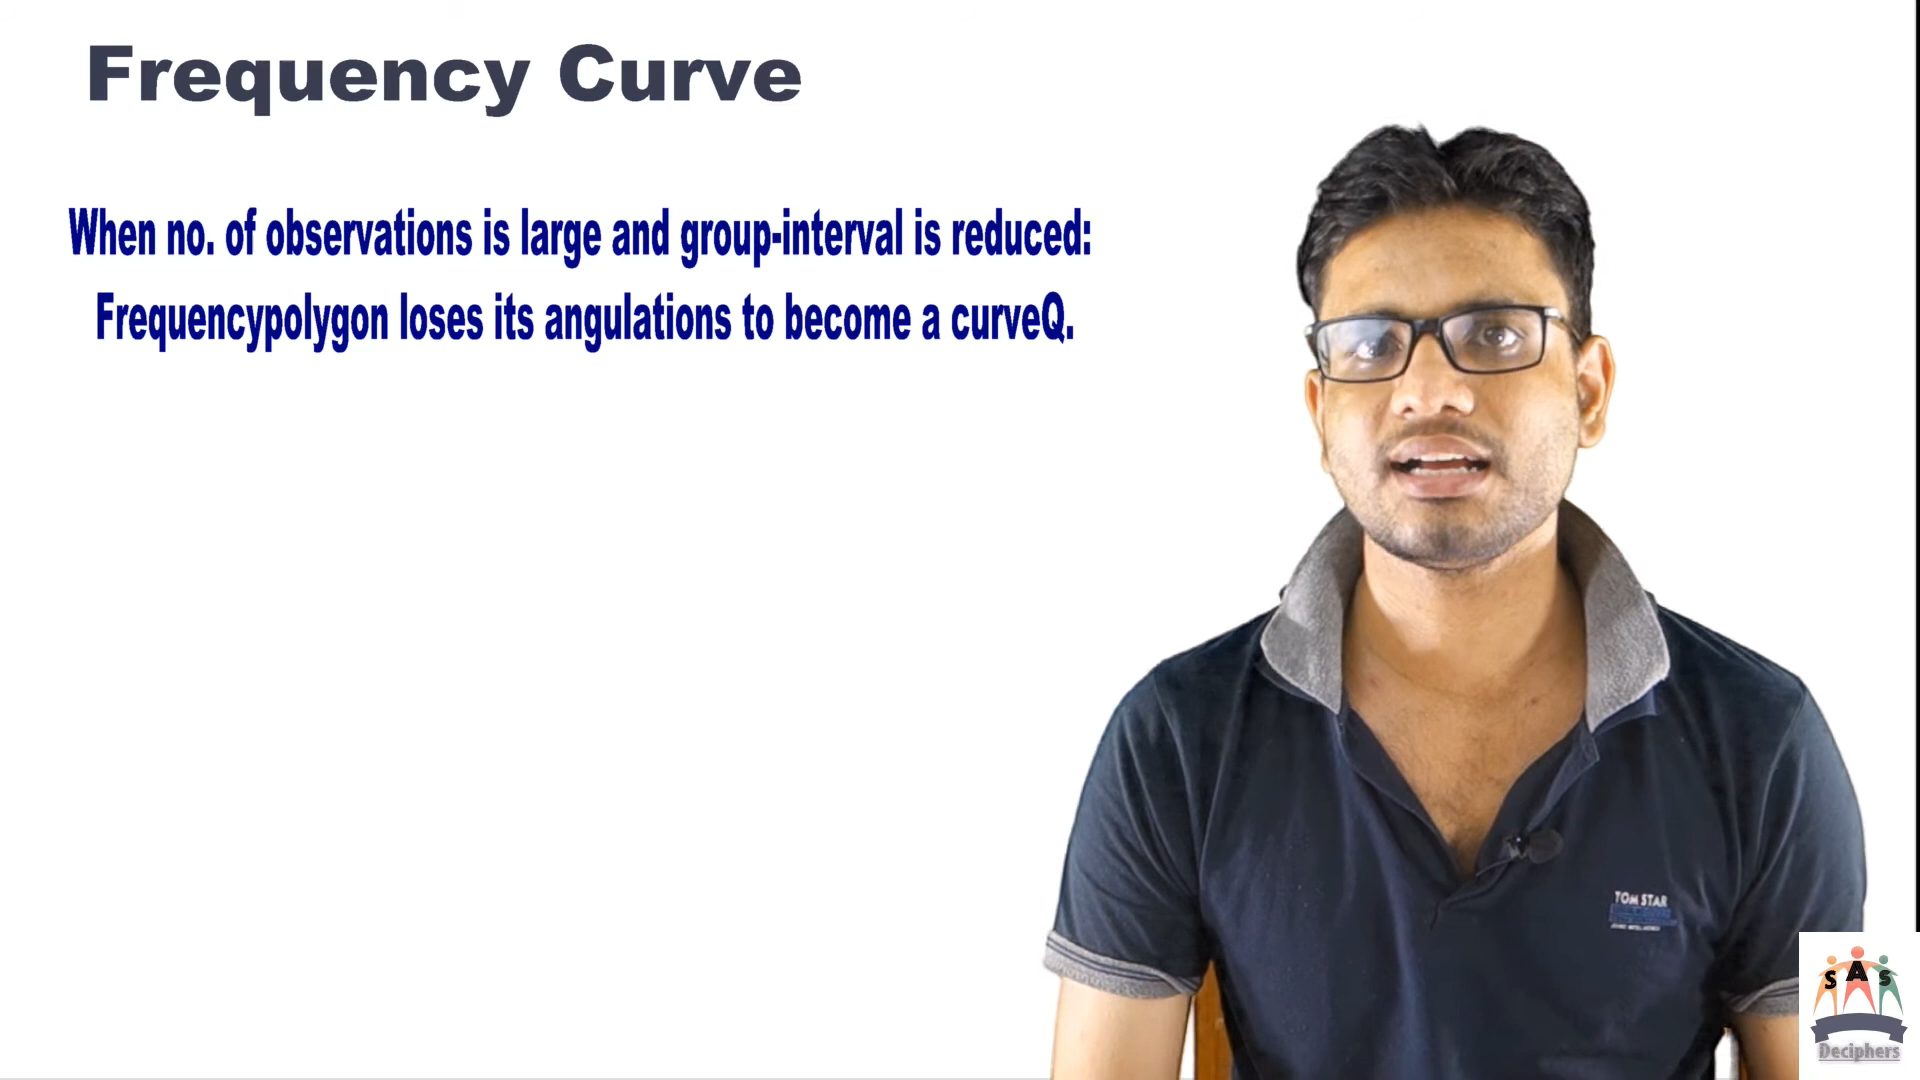 Frequency Curve
When no. of observations is large and group-interval is reduced:
Frequencypolygon loses its angulations to become a curveQ.
TOM STAR
SAS
Deciphers